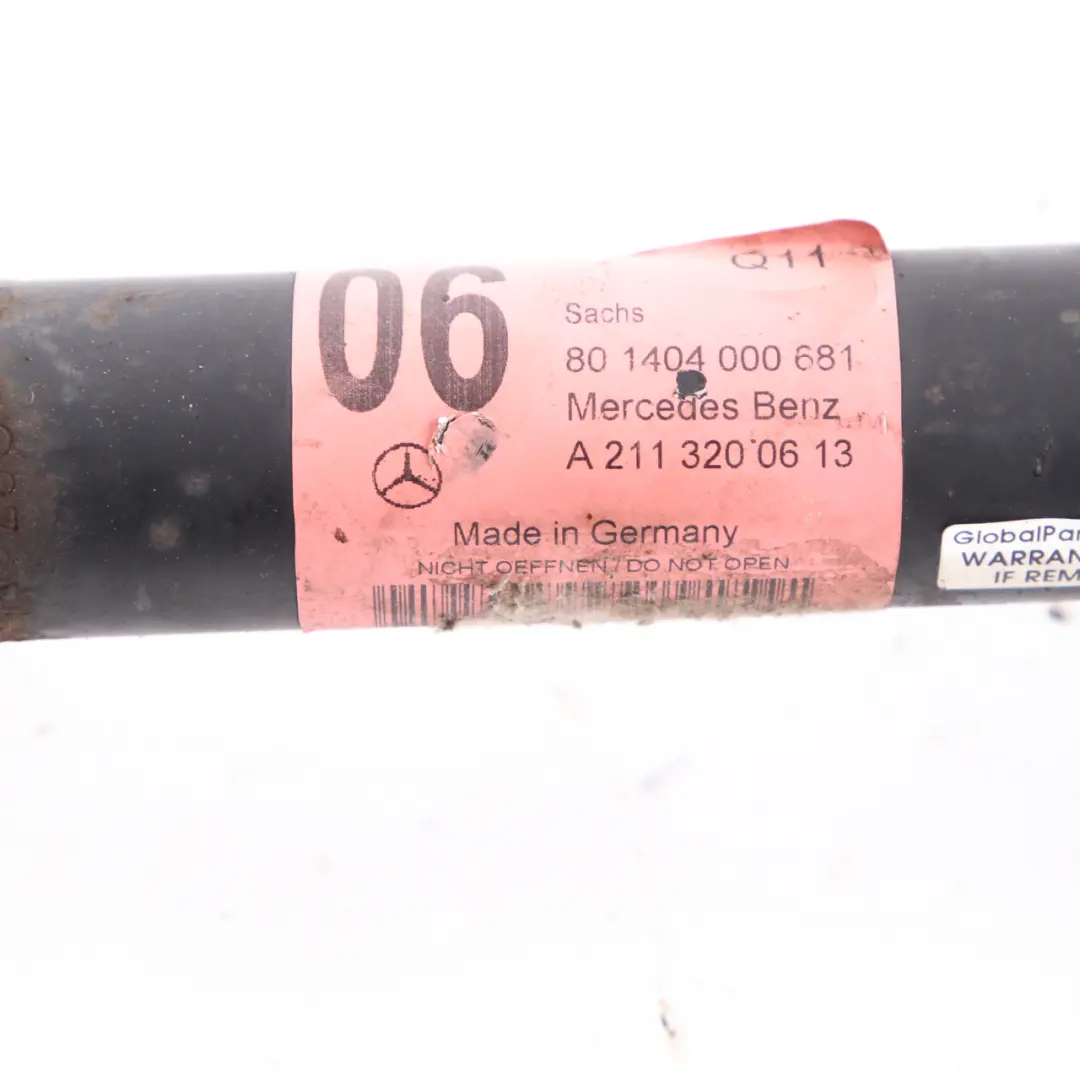 06
Q11
Sachs
80 1404 000 681
Mercedes Benz
A 211 320 06 13
Made in Germany
NICHT OEFFNEN / DO NOT OPEN
GlobalPar
WARRAN
IF REM